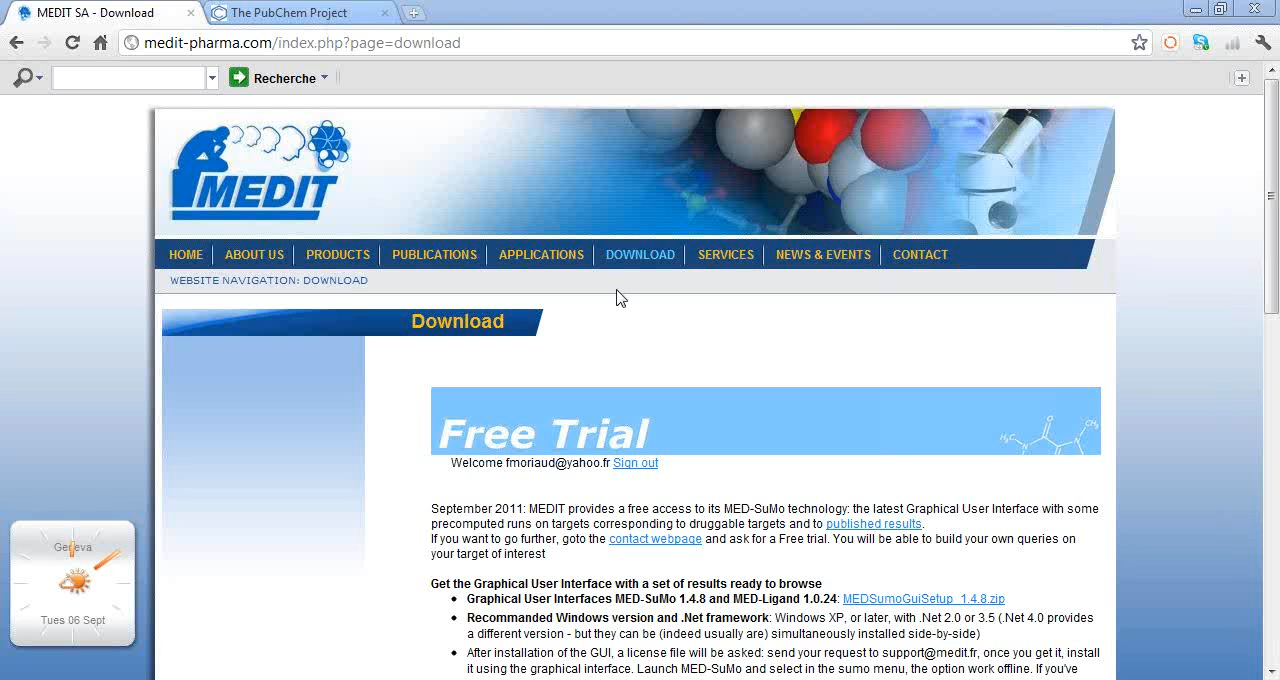 MEDIT SA - Download
The PubChem Project
medit-pharma.com/index.php?page=download
Recherche
MEDIT
HOME ABOUT US PRODUCTS PUBLICATIONS APPLICATIONS DOWNLOAD SERVICES NEWS & EVENTS CONTACT
WEBSITE NAVIGATION: DOWNLOAD
Download
Free Trial
Welcome fmoriaud@yahoo.fr Sign out
September 2011: MEDIT provides a free access to its MED-SuMo technology: the latest Graphical User Interface with some
precomputed runs on targets corresponding to druggable targets and to published results.
If you want to go further, goto the contact webpage and ask for a Free trial. You will be able to build your own queries on
your target of interest
Get the Graphical User Interface with a set of results ready to browse
Graphical User Interfaces MED-SuMo 1.4.8 and MED-Ligand 1.0.24: MEDSumoGuiSetup_1.4.8.zip
Recommanded Windows version and .Net framework: Windows XP, or later, with .Net 2.0 or 3.5 (.Net 4.0 provides
a different version - but they can be (indeed usually are) simultaneously installed side-by-side)
After installation of the GUI, a license file will be asked: send your request to support@medit.fr, once you get it, install
it using the graphical interface. Launch MED-SuMo and select in the sumo menu, the option work offline. If you've
Geneva
Tues 06 Sept